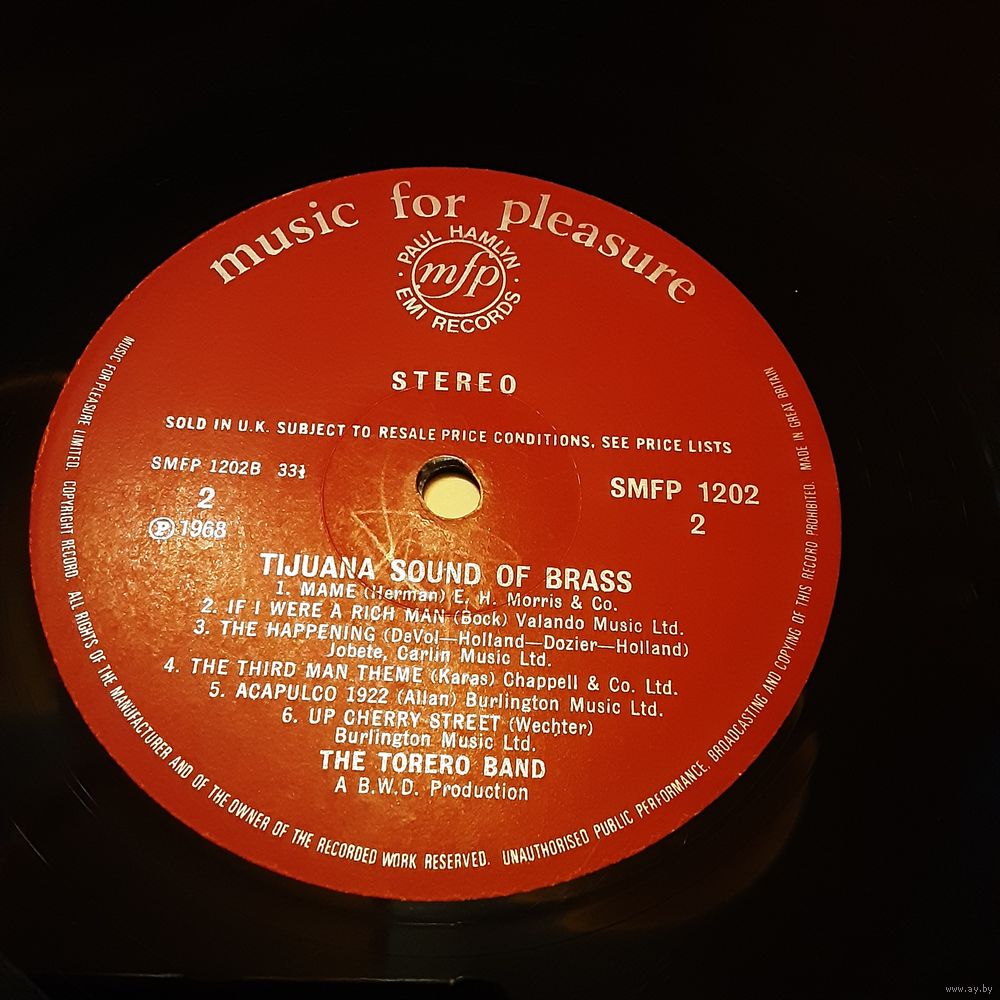 music for pleasure
· PAUL HAMLYN ·
mfp
EMI RECORDS
STEREO
SOLD IN U.K. SUBJECT TO RESALE PRICE CONDITIONS, SEE PRICE LISTS
SMFP 1202B 33⅓
2
Ⓟ 1968
SMFP 1202
2
TIJUANA SOUND OF BRASS
1. MAME (Herman) E. H. Morris & Co.
2. IF I WERE A RICH MAN (Bock) Valando Music Ltd.
3. THE HAPPENING (DeVol—Holland—Dozier—Holland)
Jobete, Carlin Music Ltd.
4. THE THIRD MAN THEME (Karas) Chappell & Co. Ltd.
5. ACAPULCO 1922 (Allan) Burlington Music Ltd.
6. UP CHERRY STREET (Wechter)
Burlington Music Ltd.
THE TORERO BAND
A B.W.D. Production
MUSIC FOR PLEASURE LIMITED. COPYRIGHT RECORD. ALL RIGHTS OF THE MANUFACTURER AND OF THE OWNER OF THE RECORDED WORK RESERVED. UNAUTHORISED PUBLIC PERFORMANCE. BROADCASTING AND COPYING OF THIS RECORD PROHIBITED. MADE IN GREAT BRITAIN
www.ay.by